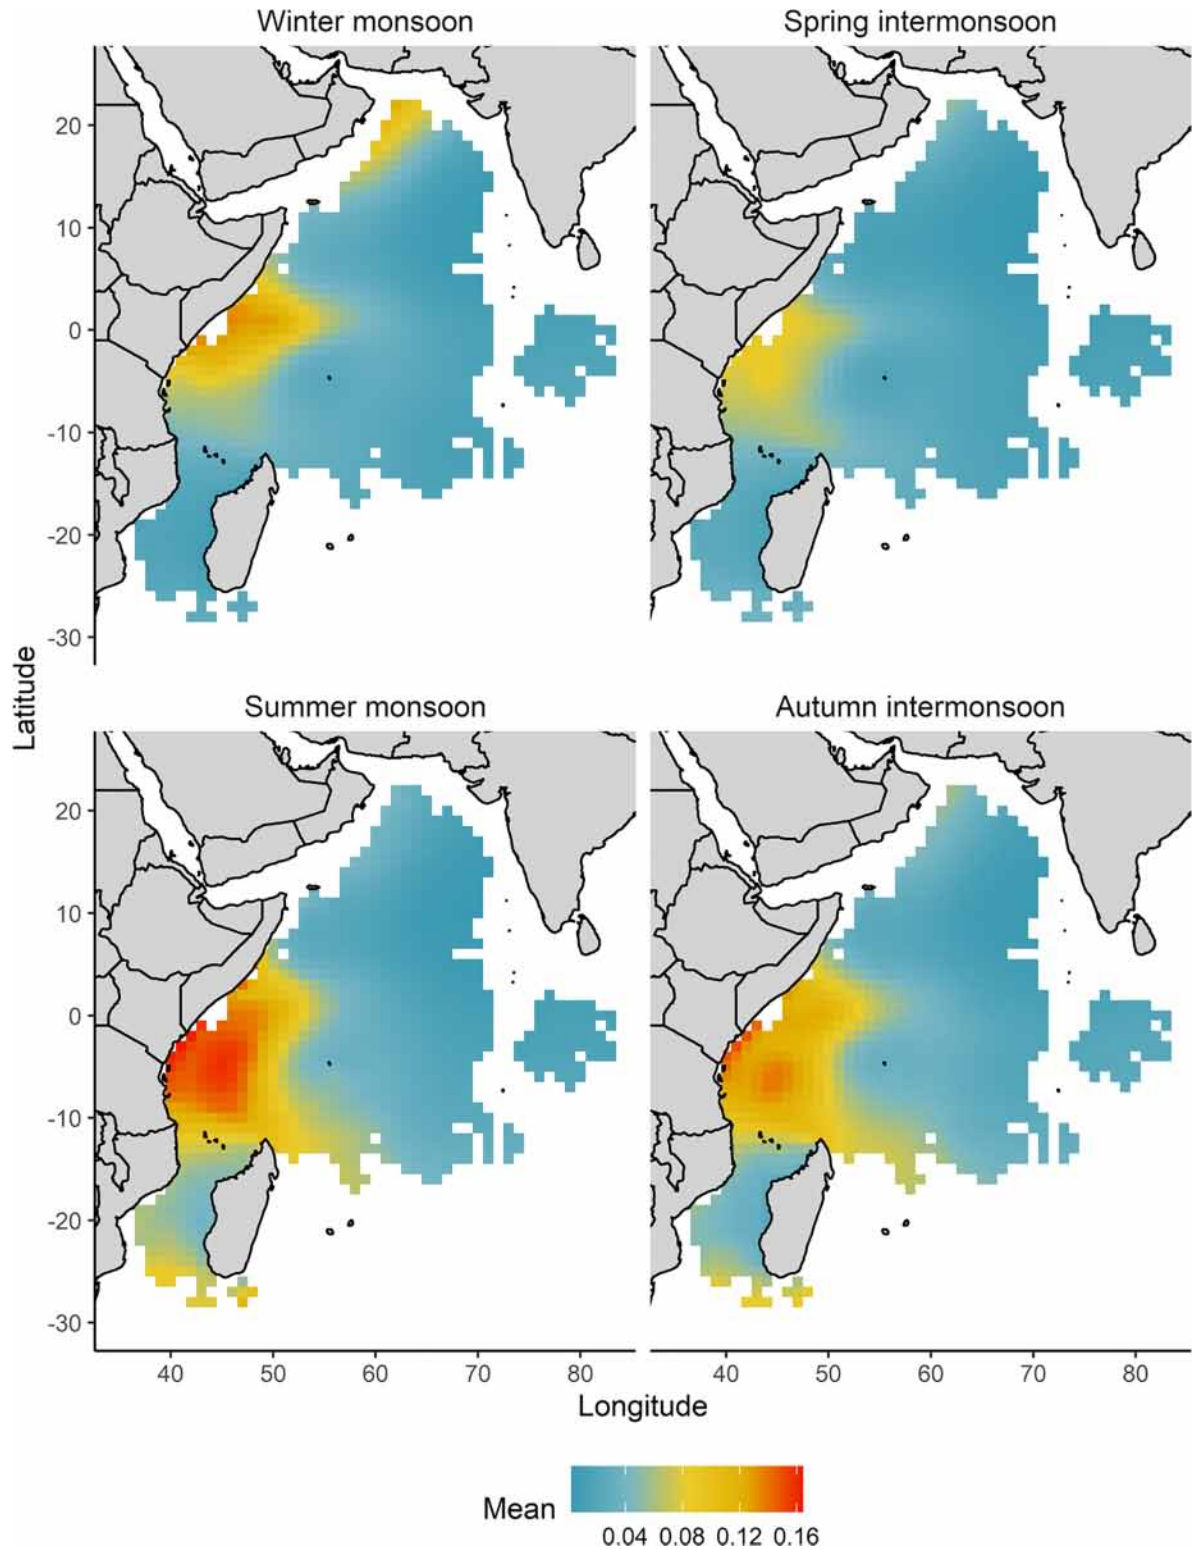 Winter monsoon
Spring intermonsoon
20
10
0
-10
-20
-30
Latitude
Summer monsoon
Autumn intermonsoon
20
10
0
-10
-20
-30
40 50 60 70 80 40 50 60 70 80
Longitude
Mean
0.04 0.08 0.12 0.16